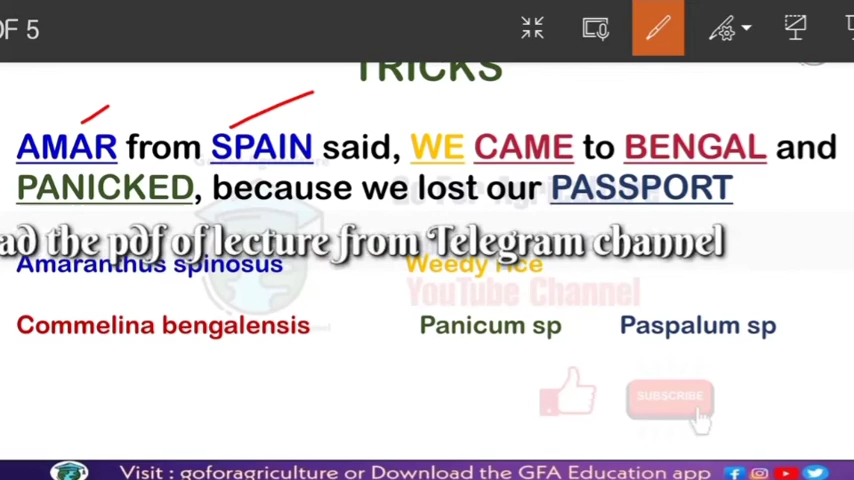 OF 5
TRICKS
AMAR from SPAIN said, WE CAME to BENGAL and
PANICKED, because we lost our PASSPORT
ad the pdf of lecture from Telegram channel
Amaranthus spinosus Weedy rice
YouTube Channel
Commelina bengalensis Panicum sp Paspalum sp
SUBSCRIBE
Visit : goforagriculture or Download the GFA Education app